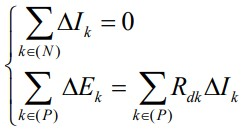 ∑_{k∈(N)} ΔI_k = 0
∑_{k∈(P)} ΔE_k = ∑_{k∈(P)} R_{dk} ΔI_k